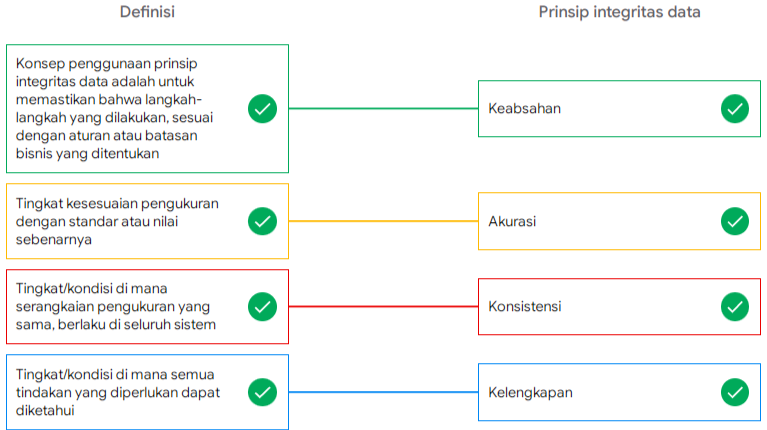 Definisi
Prinsip integritas data
Konsep penggunaan prinsip
integritas data adalah untuk
memastikan bahwa langkah-
langkah yang dilakukan, sesuai
dengan aturan atau batasan
bisnis yang ditentukan
Keabsahan
Tingkat kesesuaian pengukuran
dengan standar atau nilai
sebenarnya
Akurasi
Tingkat/kondisi di mana
serangkaian pengukuran yang
sama, berlaku di seluruh sistem
Konsistensi
Tingkat/kondisi di mana semua
tindakan yang diperlukan dapat
diketahui
Kelengkapan